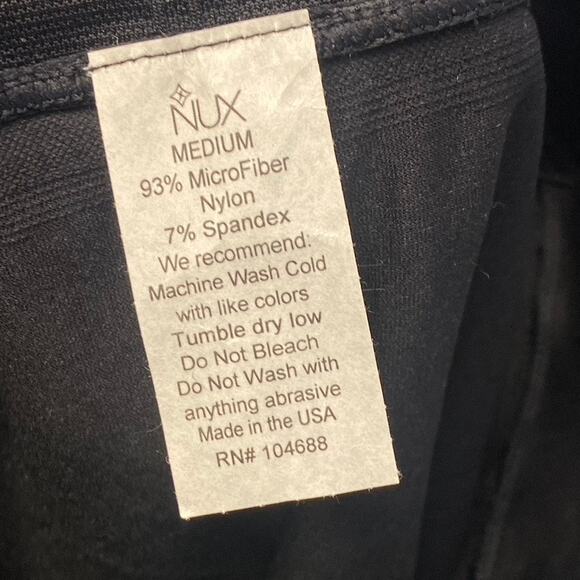 NUX
MEDIUM
93% MicroFiber
Nylon
7% Spandex
We recommend:
Machine Wash Cold
with like colors
Tumble dry low
Do Not Bleach
Do Not Wash with
anything abrasive
Made in the USA
RN# 104688